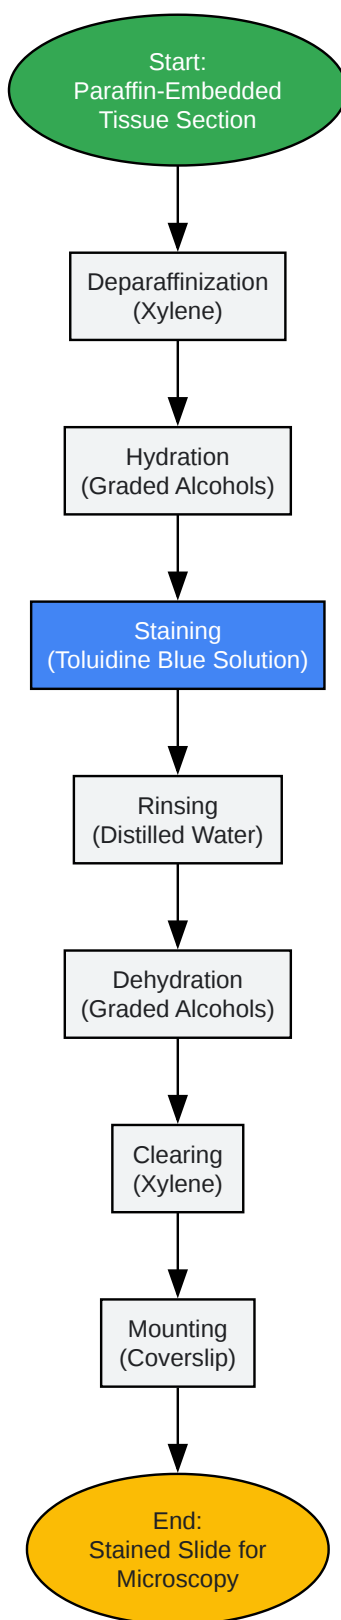 Start:
Paraffin-Embedded
Tissue Section
Deparaffinization
(Xylene)
Hydration
(Graded Alcohols)
Staining
(Toluidine Blue Solution)
Rinsing
(Distilled Water)
Dehydration
(Graded Alcohols)
Clearing
(Xylene)
Mounting
(Coverslip)
End:
Stained Slide for
Microscopy